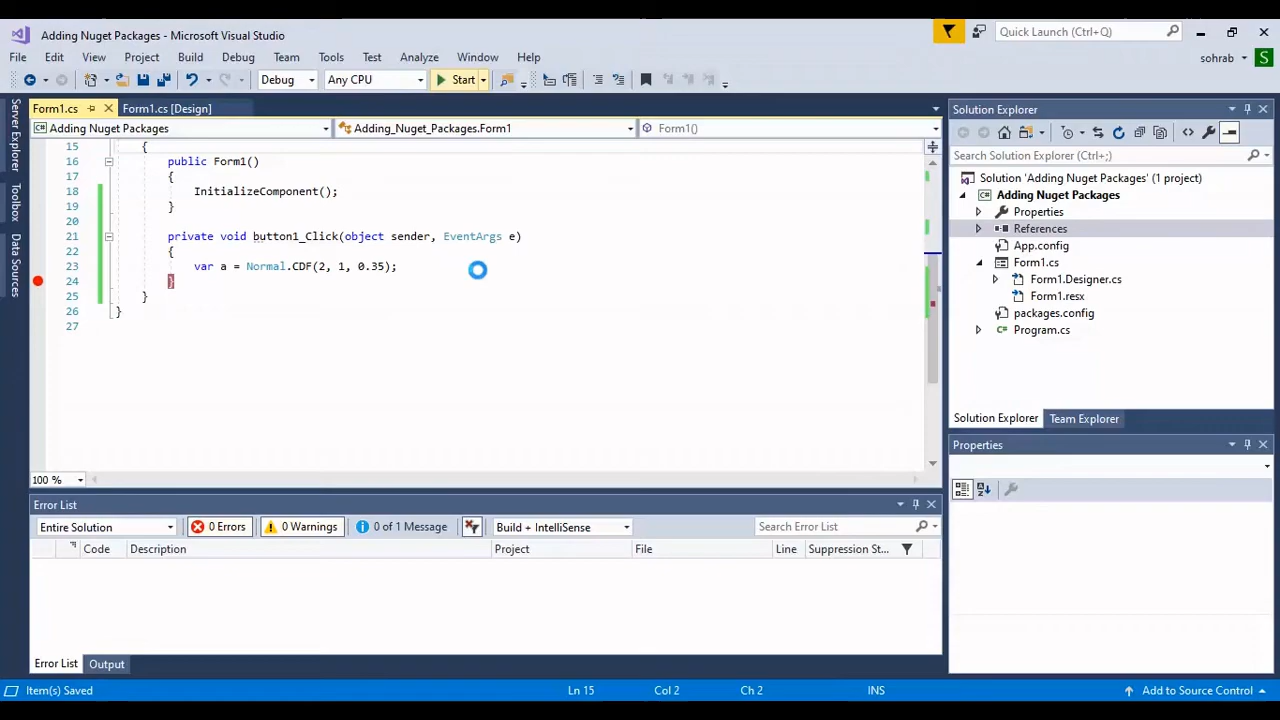 Adding Nuget Packages - Microsoft Visual Studio
Quick Launch (Ctrl+Q)
File Edit View Project Build Debug Team Tools Test Analyze Window Help
sohrab S
Debug Any CPU Start
Server Explorer
Toolbox
Data Sources
Form1.cs Form1.cs [Design]
Adding Nuget Packages Adding_Nuget_Packages.Form1 Form1()
15 {
16 public Form1()
17 {
18 InitializeComponent();
19 }
20
21 private void button1_Click(object sender, EventArgs e)
22 {
23 var a = Normal.CDF(2, 1, 0.35);
24 }
25 }
26 }
27
100 %
Solution Explorer
Search Solution Explorer (Ctrl+;)
Solution 'Adding Nuget Packages' (1 project)
Adding Nuget Packages
Properties
References
App.config
Form1.cs
Form1.Designer.cs
Form1.resx
packages.config
Program.cs
Solution Explorer Team Explorer
Properties
Error List
Entire Solution 0 Errors 0 Warnings 0 of 1 Message Build + IntelliSense Search Error List
Code Description Project File Line Suppression St...
Error List Output
Item(s) Saved Ln 15 Col 2 Ch 2 INS Add to Source Control